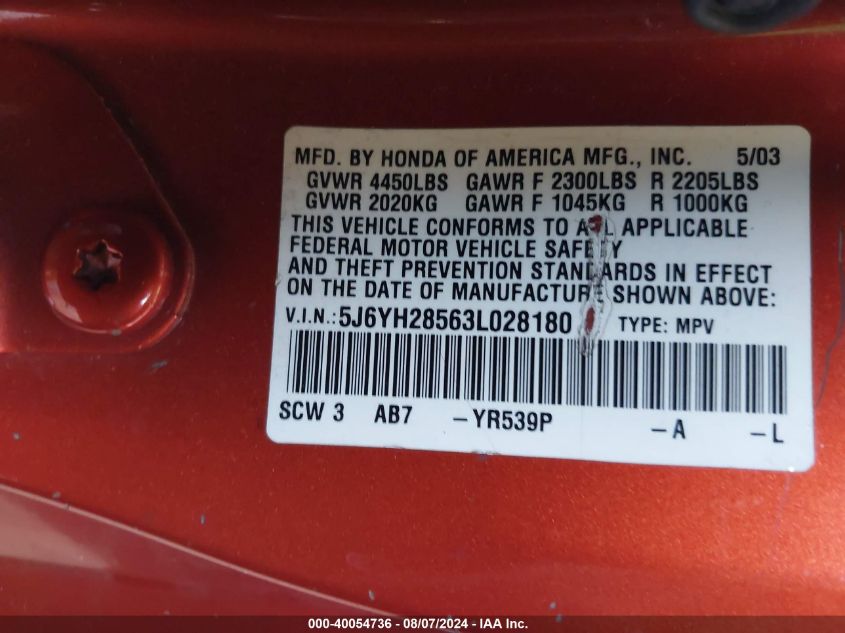 MFD. BY HONDA OF AMERICA MFG., INC. 5/03
GVWR 4450LBS GAWR F 2300LBS R 2205LBS
GVWR 2020KG GAWR F 1045KG R 1000KG
THIS VEHICLE CONFORMS TO ALL APPLICABLE
FEDERAL MOTOR VEHICLE SAFETY
AND THEFT PREVENTION STANDARDS IN EFFECT
ON THE DATE OF MANUFACTURE SHOWN ABOVE:
V.I.N.: 5J6YH28563L028180 TYPE: MPV
SCW 3 AB7 -YR539P -A -L
000-40054736 - 08/07/2024 - IAA Inc.